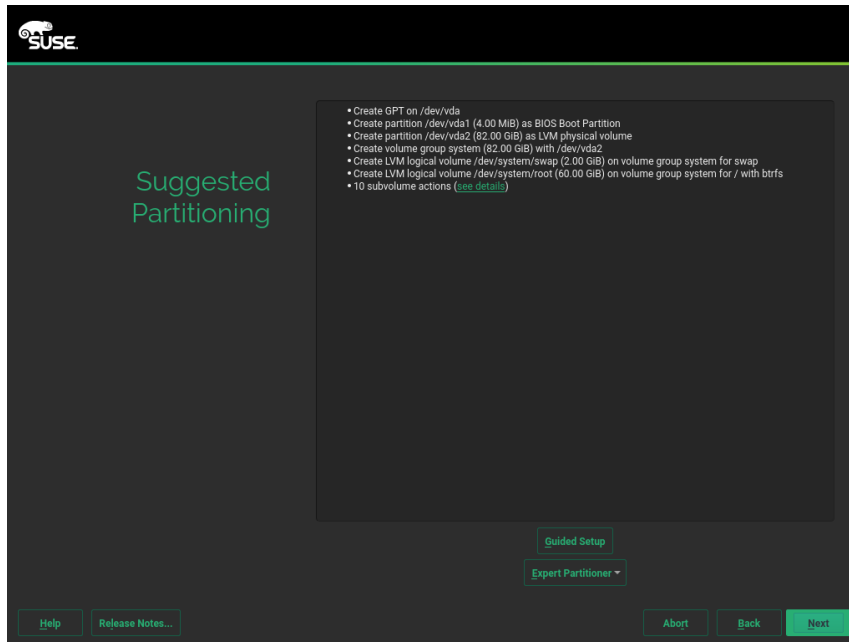 SUSE.
Suggested
Partitioning
• Create GPT on /dev/vda
• Create partition /dev/vda1 (4.00 MiB) as BIOS Boot Partition
• Create partition /dev/vda2 (82.00 GiB) as LVM physical volume
• Create volume group system (82.00 GiB) with /dev/vda2
• Create LVM logical volume /dev/system/swap (2.00 GiB) on volume group system for swap
• Create LVM logical volume /dev/system/root (60.00 GiB) on volume group system for / with btrfs
• 10 subvolume actions (see details)
Guided Setup
Expert Partitioner
Help Release Notes... Abort Back Next